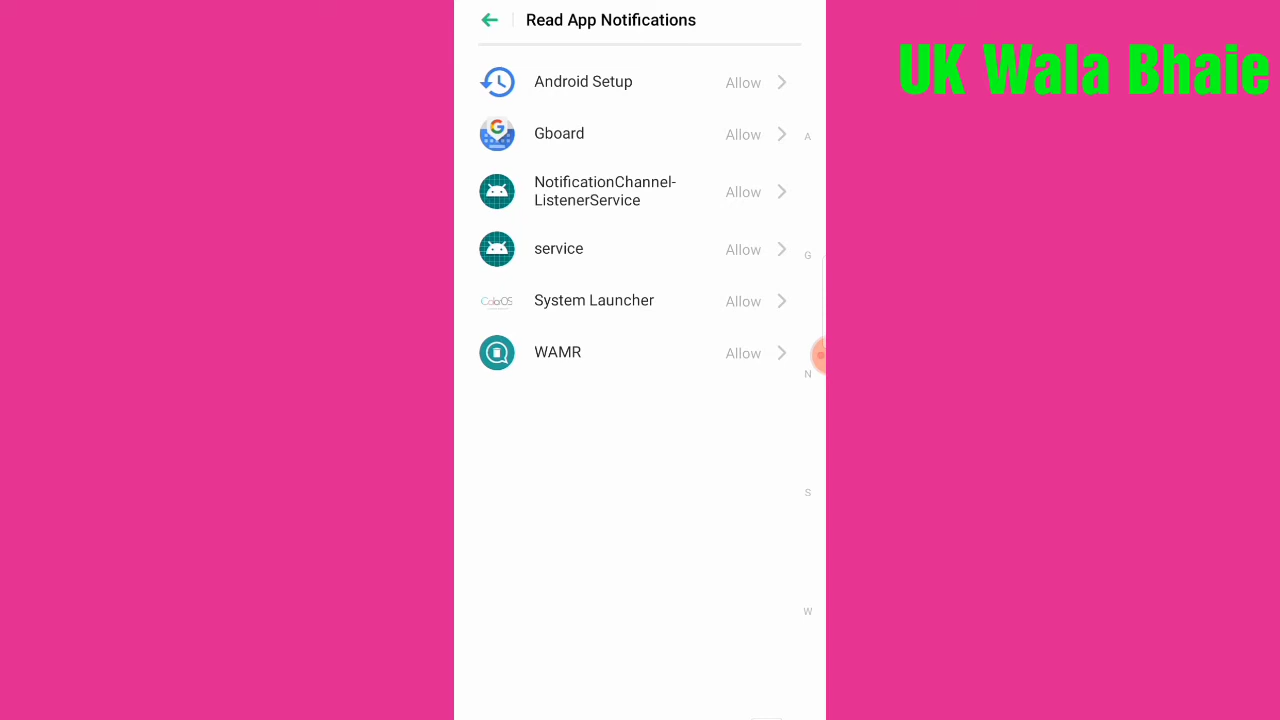 Read App Notifications
UK Wala Bhaie
Android Setup Allow
Gboard Allow
A
NotificationChannel-
ListenerService Allow
service Allow
G
System Launcher Allow
WAMR Allow
N
S
W